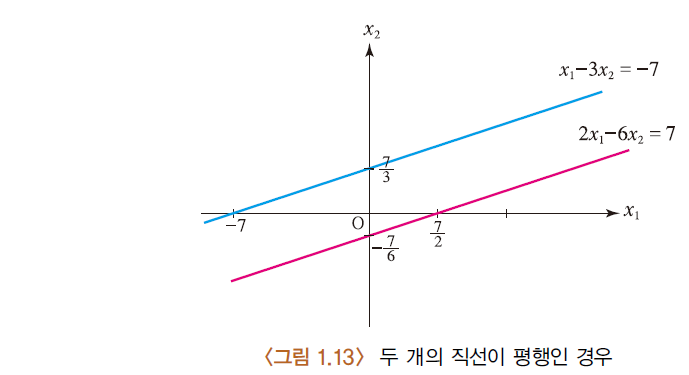 x₂
x₁−3x₂ = −7
2x₁−6x₂ = 7
7/3
x₁
−7
O
7/2
−7/6
〈그림 1.13〉 두 개의 직선이 평행인 경우